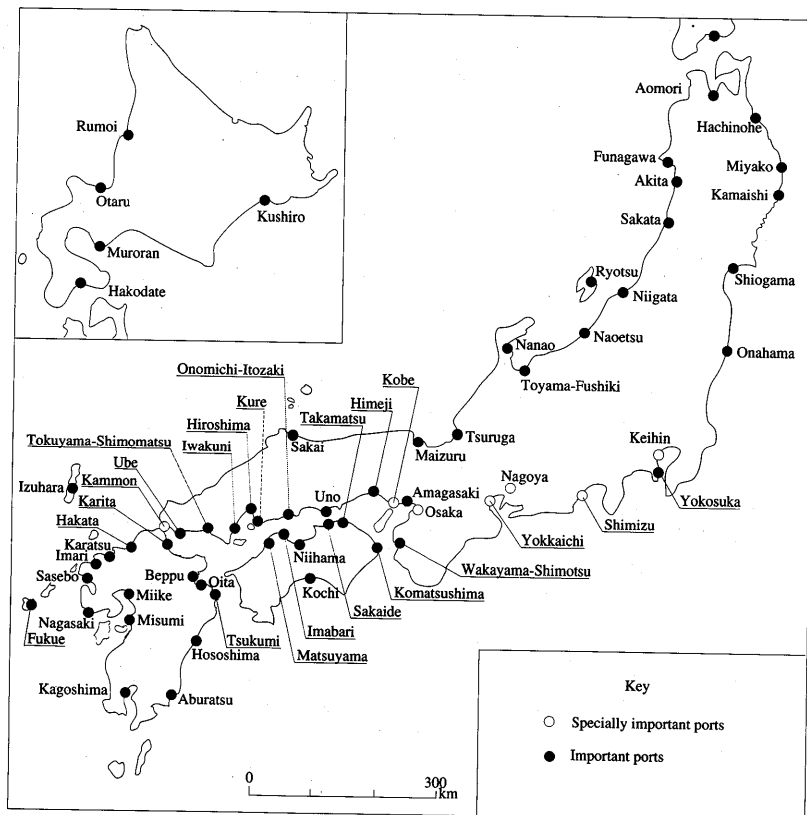 Rumoi
Otaru
Kushiro
Muroran
Hakodate
Aomori
Hachinohe
Funagawa
Miyako
Akita
Kamaishi
Sakata
Ryotsu
Shiogama
Niigata
Naoetsu
Nanao
Onahama
Toyama-Fushiki
Onomichi-Itozaki
Kobe
Kure
Himeji
Hiroshima
Takamatsu
Tokuyama-Shimomatsu
Iwakuni
Sakai
Maizuru
Tsuruga
Keihin
Ube
Izuhara
Kammon
Nagoya
Karita
Uno
Amagasaki
Yokosuka
Osaka
Hakata
Shimizu
Karatsu
Yokkaichi
Imari
Niihama
Wakayama-Shimotsu
Sasebo
Beppu
Oita
Kochi
Komatsushima
Miike
Nagasaki
Misumi
Sakaide
Fukue
Tsukumi
Imabari
Hososhima
Matsuyama
Kagoshima
Aburatsu
Key
Specially important ports
Important ports
0
300
km